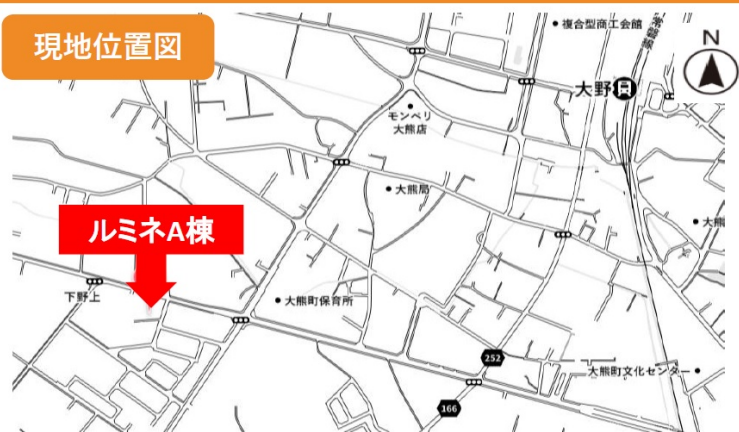 現地位置図
複合型商工会館
常磐線
N
大野
モンペリ
大熊店
大熊局
大熊
ルミネA棟
下野上
大熊町保育所
252
大熊町文化センター
166